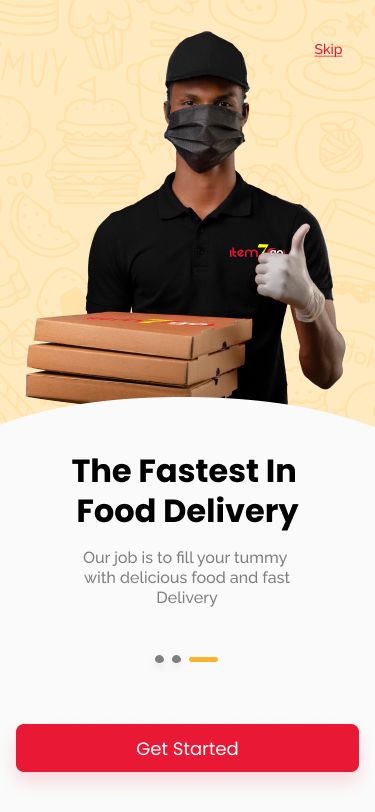 Skip
item7go
item7go
The Fastest In
Food Delivery
Our job is to fill your tummy
with delicious food and fast
Delivery
Get Started